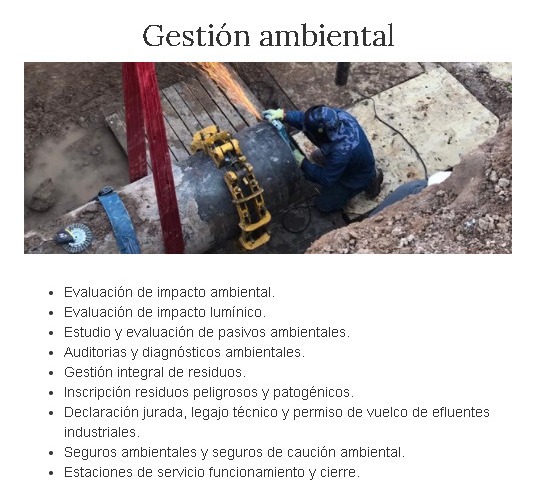 Gestión ambiental
• Evaluación de impacto ambiental.
• Evaluación de impacto lumínico.
• Estudio y evaluación de pasivos ambientales.
• Auditorias y diagnósticos ambientales.
• Gestión integral de residuos.
• Inscripción residuos peligrosos y patogénicos.
• Declaración jurada, legajo técnico y permiso de vuelco de efluentes
industriales.
• Seguros ambientales y seguros de caución ambiental.
• Estaciones de servicio funcionamiento y cierre.